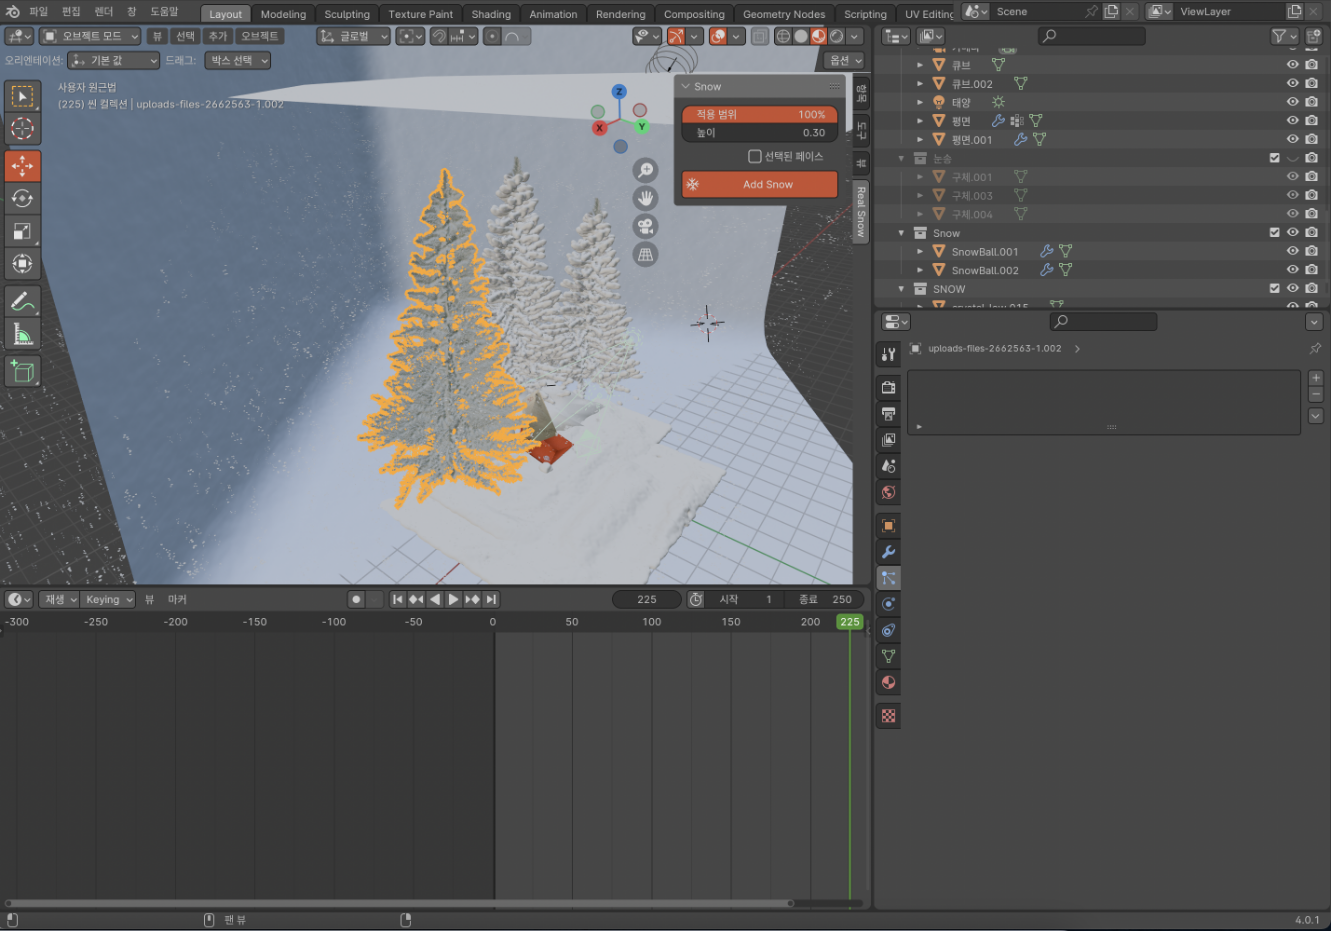 파일 편집 렌더 창 도움말 Layout Modeling Sculpting Texture Paint Shading Animation Rendering Compositing Geometry Nodes Scripting UV Editing Scene ViewLayer
오브젝트 모드 뷰 선택 추가 오브젝트 글로벌
오리엔테이션: 기본 값 드래그: 박스 선택 옵션
사용자 원근법
(225) 씬 컬렉션 | uploads-files-2662563-1.002
Z
X
Y
Snow
적용 범위 100%
높이 0.30
선택된 페이스
Add Snow
항목
도구
뷰
Real Snow
큐브
큐브.002
태양
평면
평면.001
눈송
구체.001
구체.003
구체.004
Snow
SnowBall.001
SnowBall.002
SNOW
uploads-files-2662563-1.002
재생 Keying 뷰 마커 225 시작 1 종료 250
-300 -250 -200 -150 -100 -50 0 50 100 150 200 225
팬 뷰
4.0.1